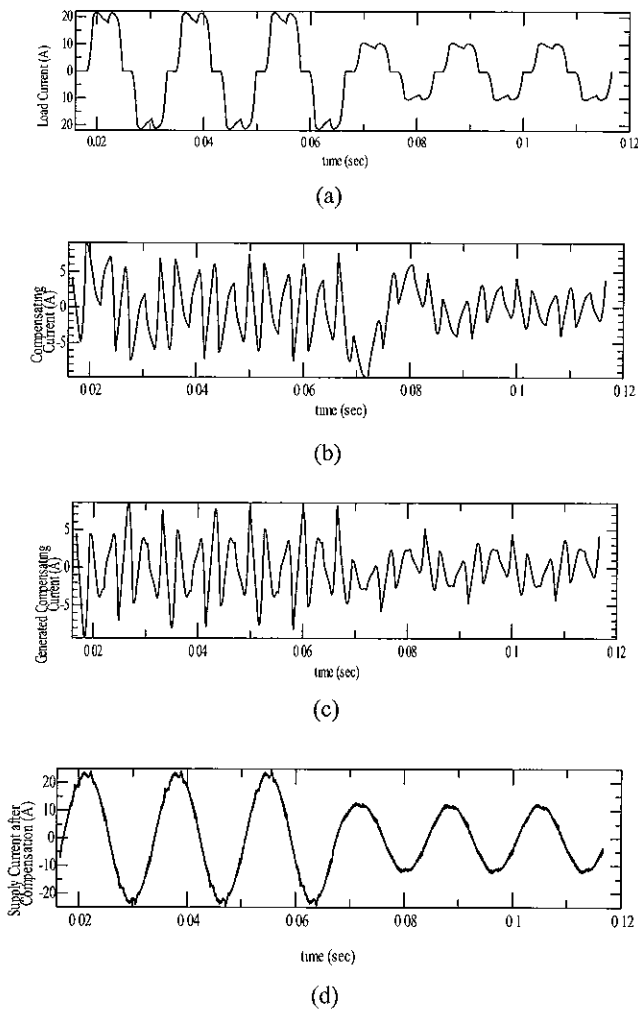 20
10
0
10
20
Load Current (A)
0.02 0.04 0.06 0.08 0.1 0.12
time (sec)
(a)
5
0
-5
Compensating
Current (A)
0 02 0 04 0 06 0 08 0 1 0 12
time (sec)
(b)
5
0
-5
Generated Compensating
Current (A)
0 02 0 04 0 06 0 08 0 1 0 12
time (sec)
(c)
20
10
0
-10
-20
Supply Current after
Compensation (A)
0 02 0 04 0 06 0 08 0 1 0 12
time (sec)
(d)